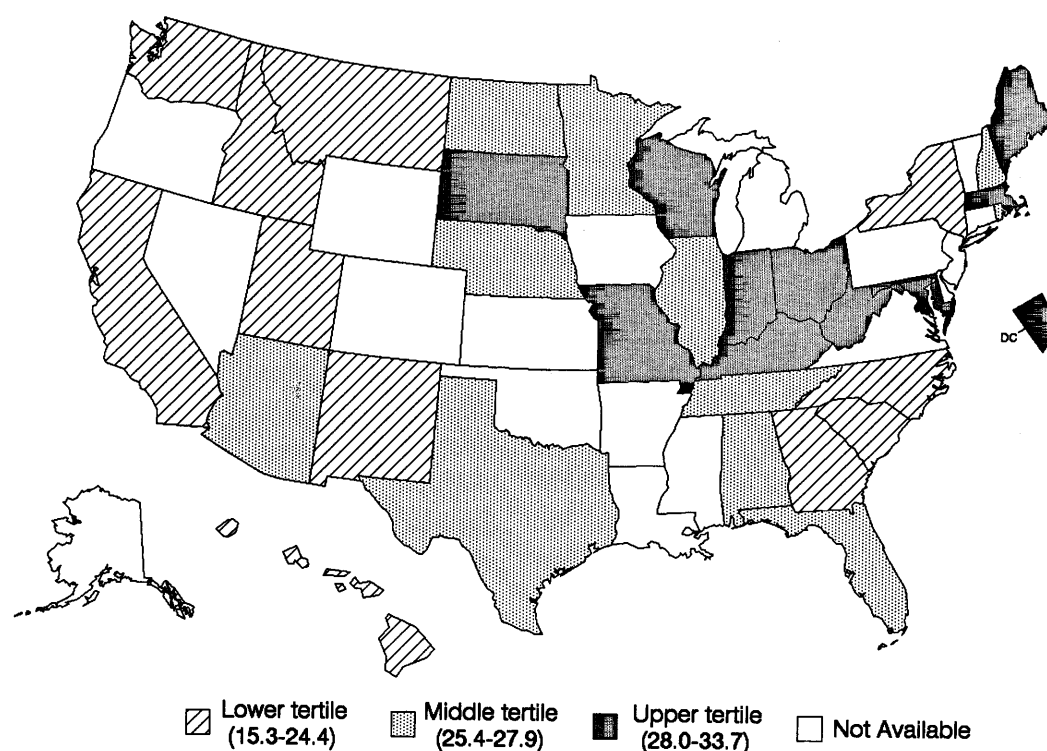 DC
Lower tertile
(15.3-24.4)
Middle tertile
(25.4-27.9)
Upper tertile
(28.0-33.7)
Not Available